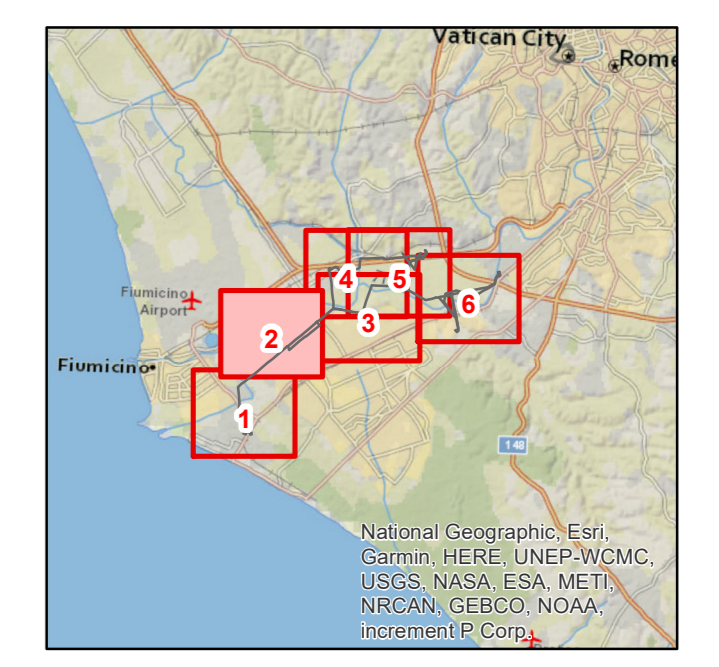 Vatican City
Rome
Fiumicino
Airport
Fiumicino
4
5
6
3
2
1
148
National Geographic, Esri,
Garmin, HERE, UNEP-WCMC,
USGS, NASA, ESA, METI,
NRCAN, GEBCO, NOAA,
increment P Corp.